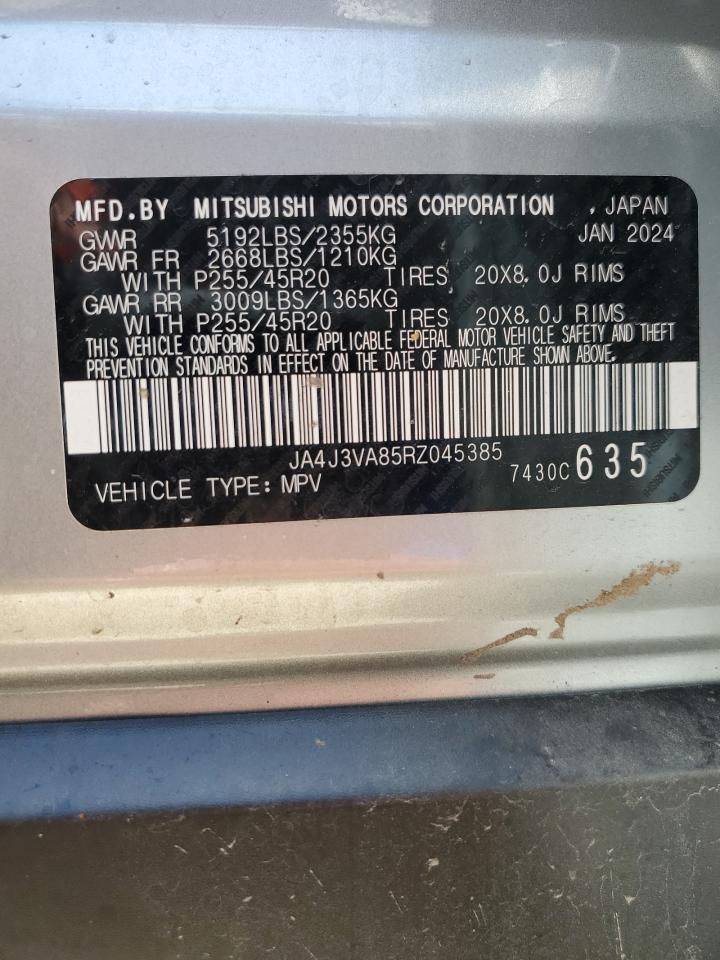 MFD.BY MITSUBISHI MOTORS CORPORATION , JAPAN
GVWR 5192LBS/2355KG JAN 2024
GAWR FR 2668LBS/1210KG
WITH P255/45R20 TIRES 20X8.0J RIMS
GAWR RR 3009LBS/1365KG
WITH P255/45R20 TIRES 20X8.0J RIMS
THIS VEHICLE CONFORMS TO ALL APPLICABLE FEDERAL MOTOR VEHICLE SAFETY AND THEFT
PREVENTION STANDARDS IN EFFECT ON THE DATE OF MANUFACTURE SHOWN ABOVE.
JA4J3VA85RZ045385
VEHICLE TYPE: MPV 7430C 635